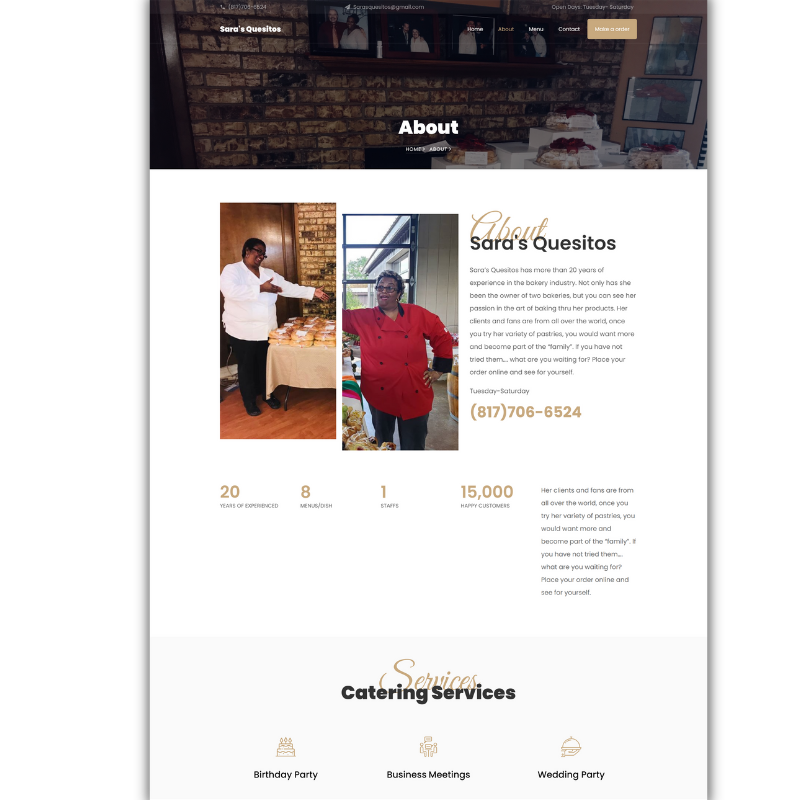 (817)706-6524
Sarasquesitos@gmail.com
Open Days: Tuesday- Saturday
Sara's Quesitos
Home
About
Menu
Contact
Make a order
About
HOME ABOUT
About
Sara's Quesitos
Sara's Quesitos has more than 20 years of
experience in the bakery industry. Not only has she
been the owner of two bakeries, but you can see her
passion in the art of baking thru her products. Her
clients and fans are from all over the world, once
you try her variety of pastries, you would want more
and become part of the "family". If you have not
tried them... what are you waiting for? Place your
order online and see for yourself.
Tuesday-Saturday
(817)706-6524
20
YEARS OF EXPERIENCED
8
MENUS/DISH
1
STAFFS
15,000
HAPPY CUSTOMERS
Her clients and fans are from
all over the world, once you
try her variety of pastries, you
would want more and
become part of the "family". If
you have not tried them...
what are you waiting for?
Place your order online and
see for yourself.
Services
Catering Services
Birthday Party
Business Meetings
Wedding Party